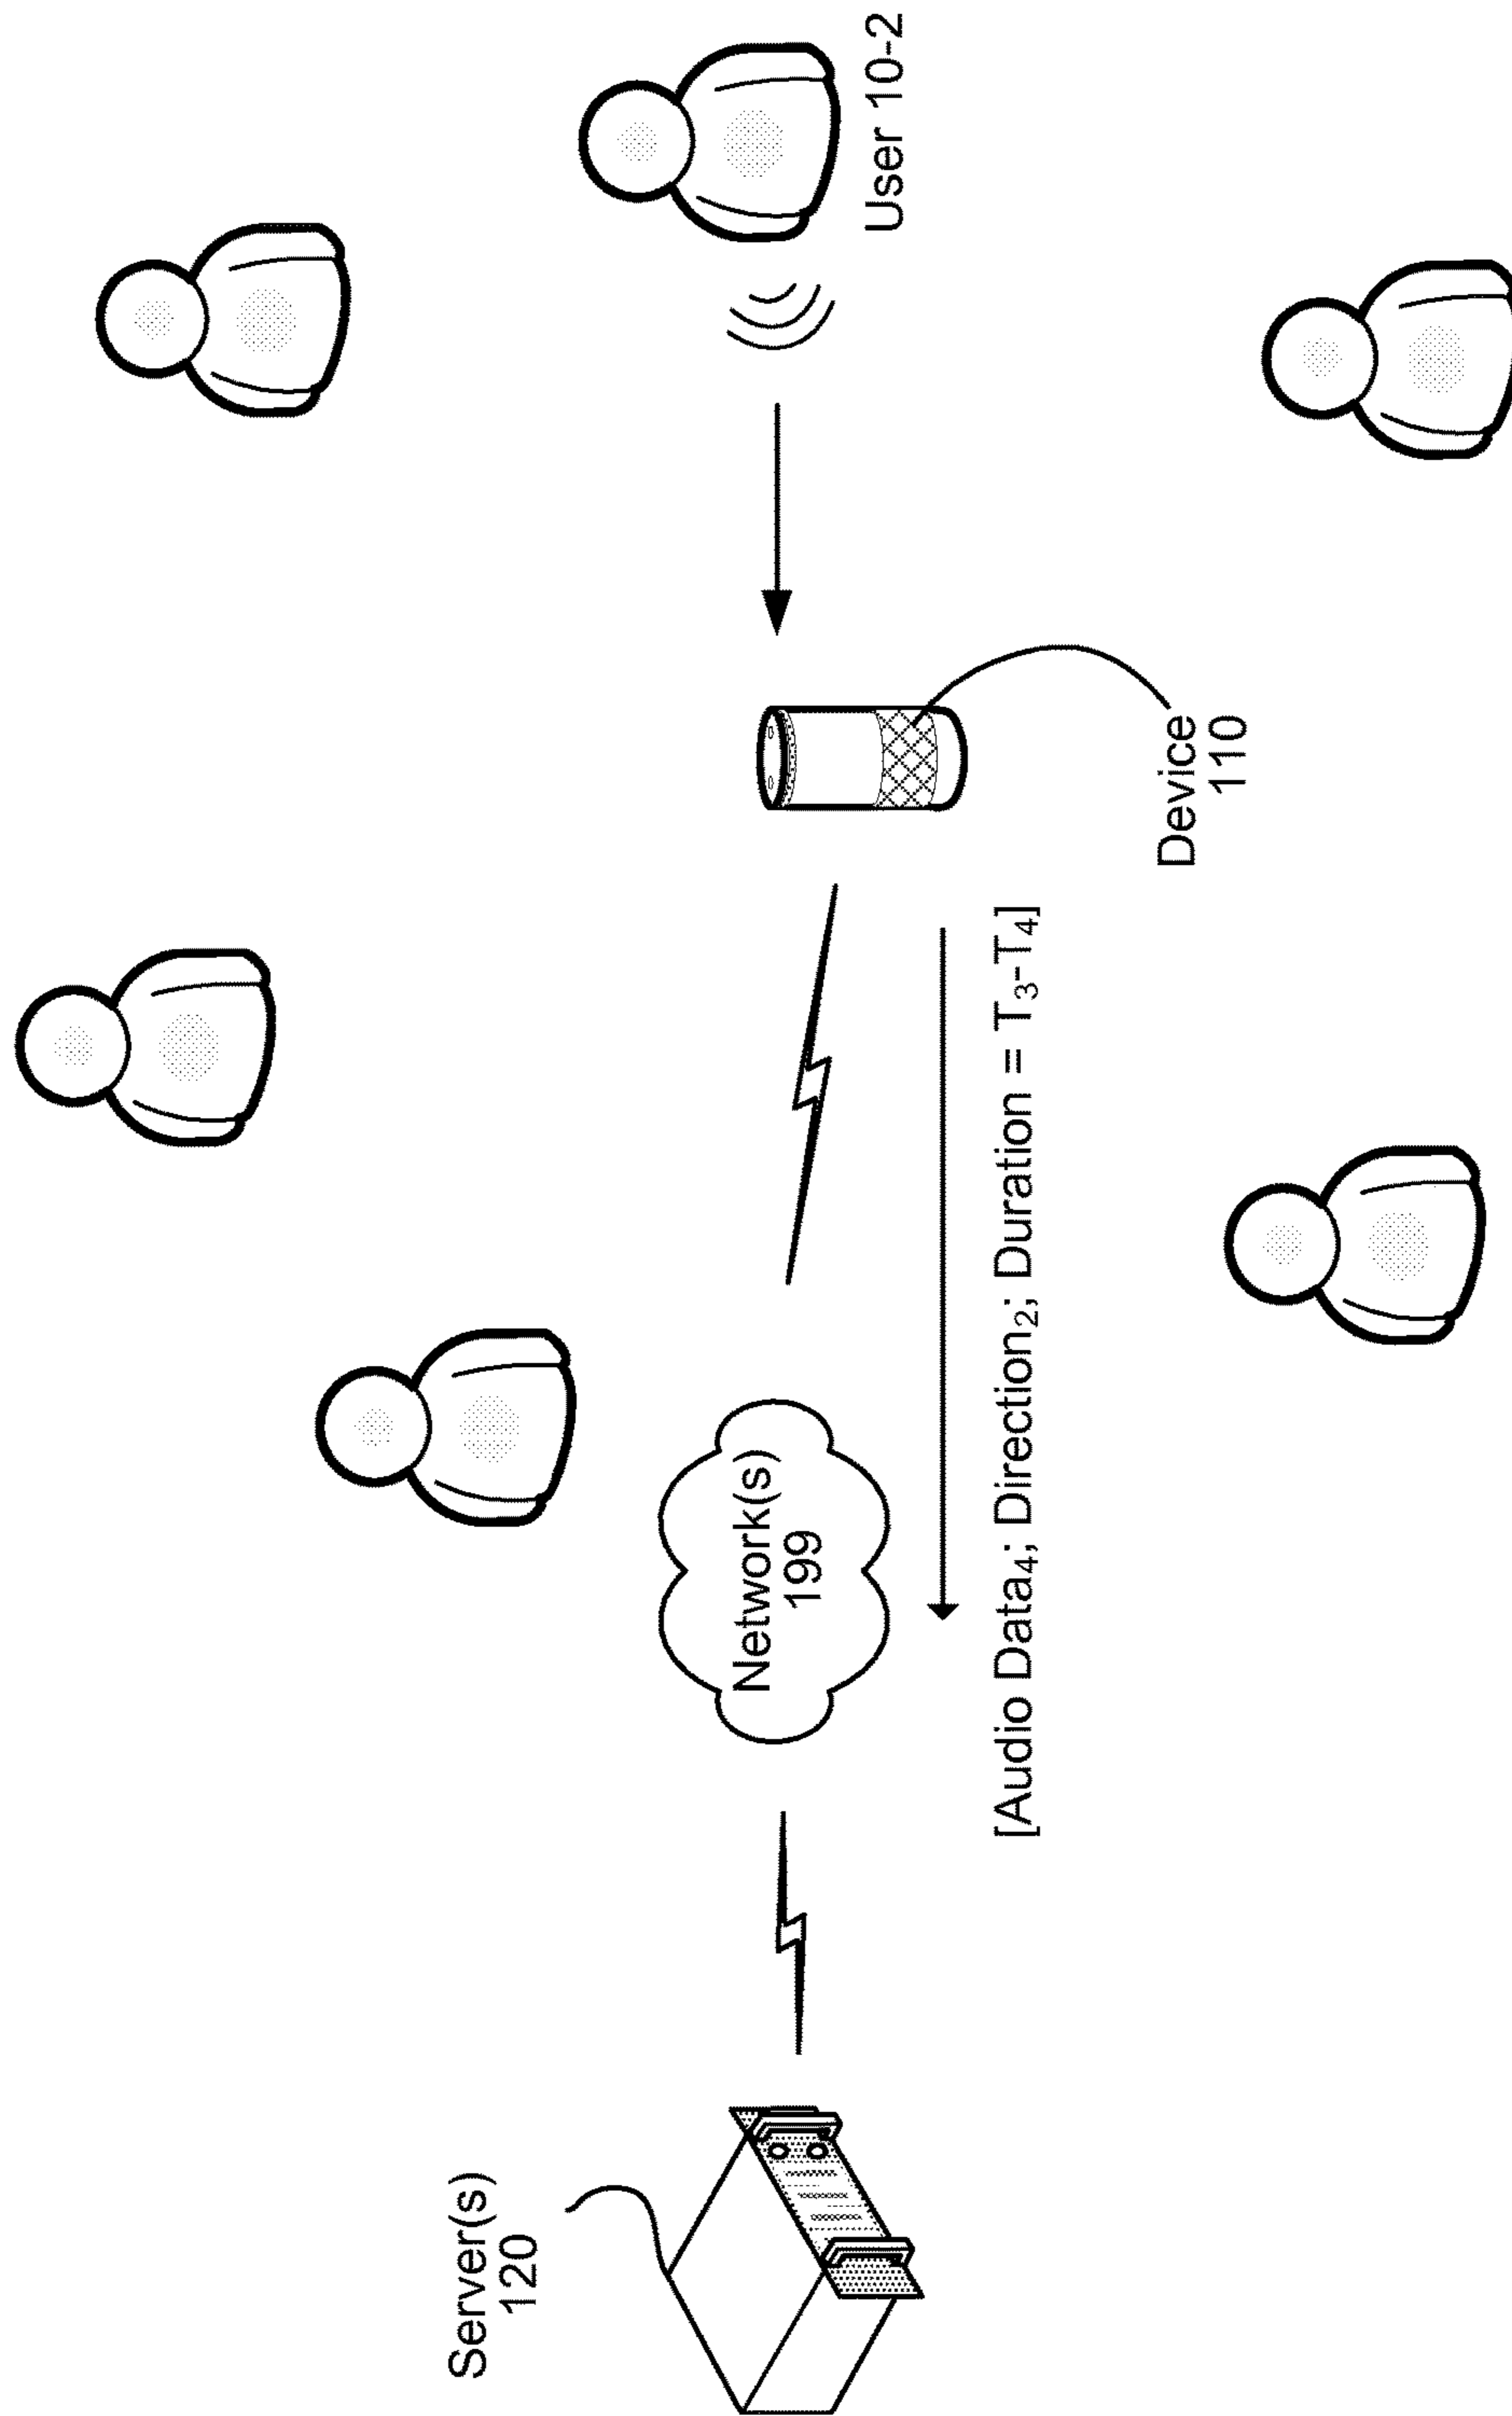 Server(s)
120
Network(s)
199
[Audio Data₄; Direction₂; Duration = T₃-T₄]
Device
110
User 10-2